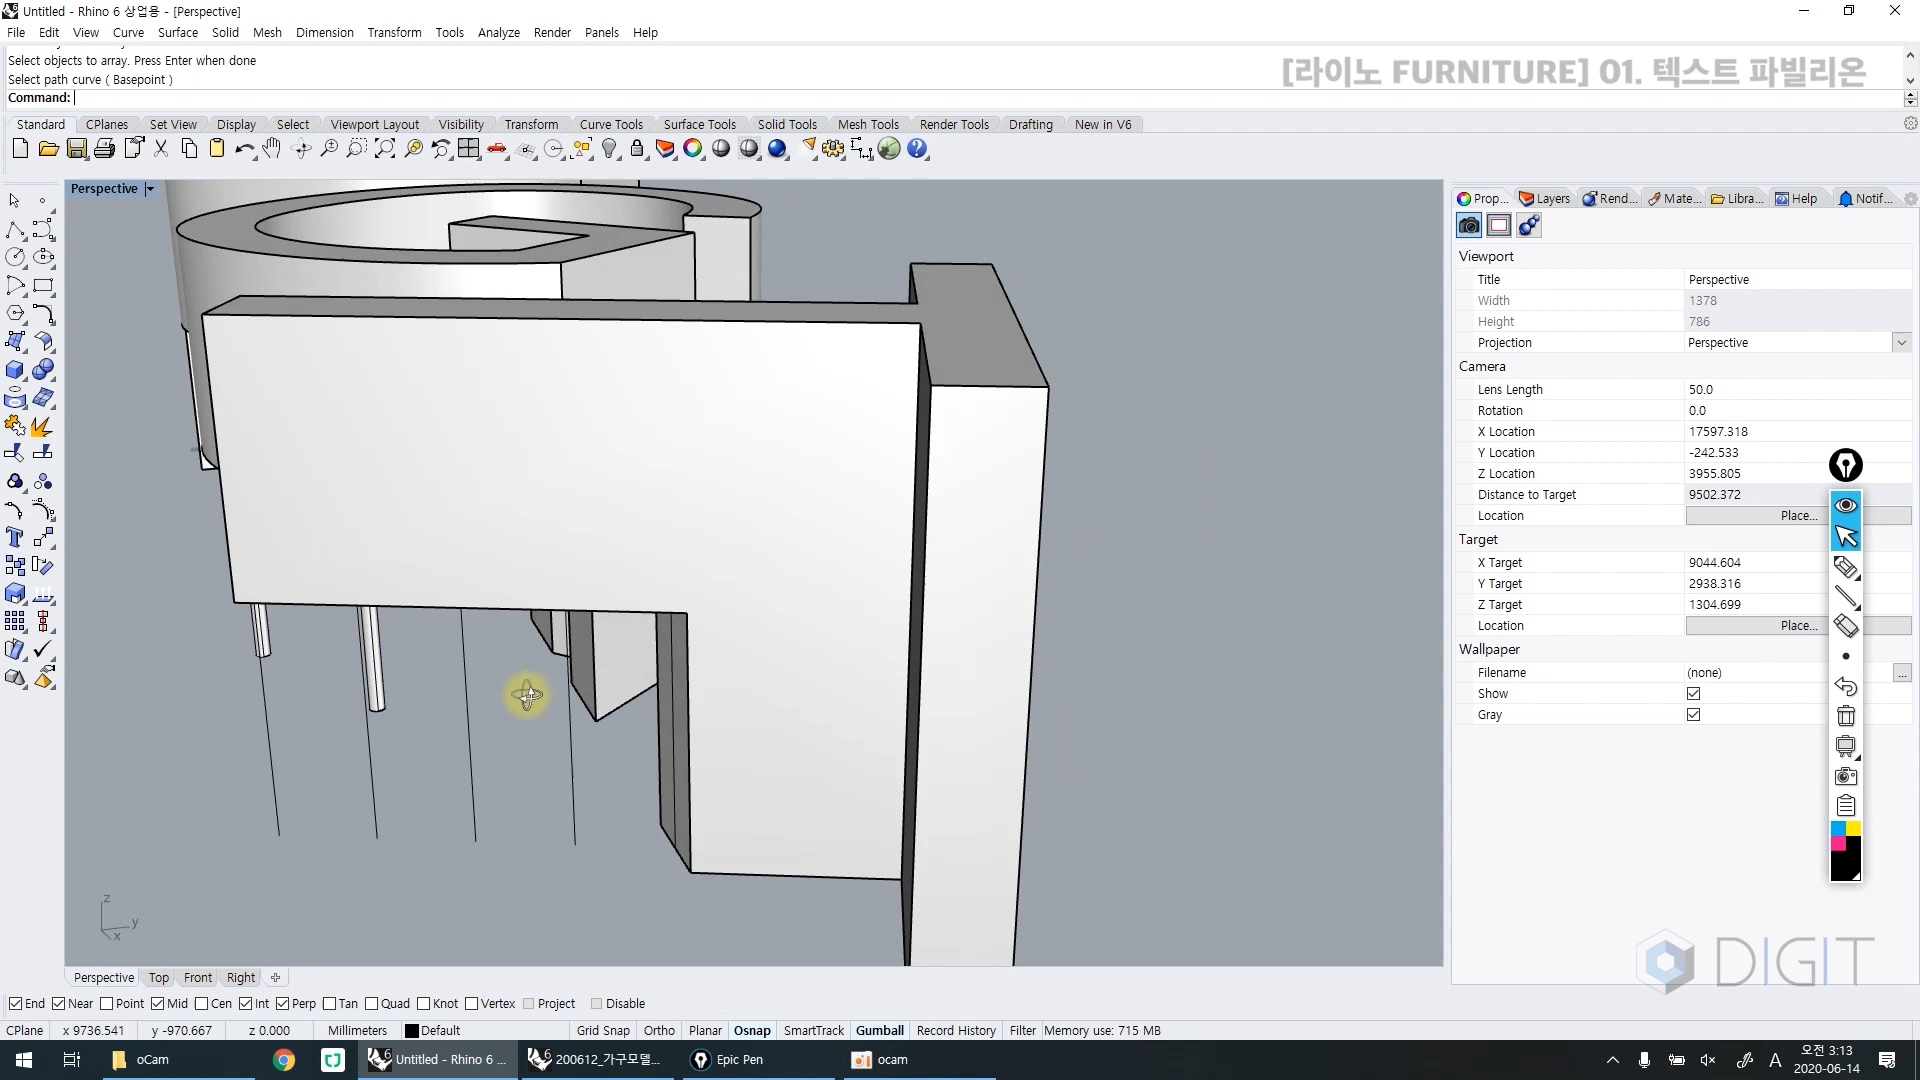 Untitled - Rhino 6 상업용 - [Perspective]
File Edit View Curve Surface Solid Mesh Dimension Transform Tools Analyze Render Panels Help
Select objects to array. Press Enter when done
Select path curve ( Basepoint )
Command:
[라이노 FURNITURE] 01. 텍스트 파빌리온
Standard CPlanes Set View Display Select Viewport Layout Visibility Transform Curve Tools Surface Tools Solid Tools Mesh Tools Render Tools Drafting New in V6
Perspective
Prop... Layers Rend... Mate... Libra... Help Notif...
Viewport
Title Perspective
Width 1378
Height 786
Projection Perspective
Camera
Lens Length 50.0
Rotation 0.0
X Location 17597.318
Y Location -242.533
Z Location 3955.805
Distance to Target 9502.372
Location Place...
Target
X Target 9044.604
Y Target 2938.316
Z Target 1304.699
Location Place...
Wallpaper
Filename (none) ...
Show
Gray
z
y
x
DIGIT
Perspective Top Front Right
End Near Point Mid Cen Int Perp Tan Quad Knot Vertex Project Disable
CPlane x 9736.541 y -970.667 z 0.000 Millimeters Default Grid Snap Ortho Planar Osnap SmartTrack Gumball Record History Filter Memory use: 715 MB
oCam Untitled - Rhino 6 ... 200612_가구모델... Epic Pen ocam A 오전 3:13
2020-06-14